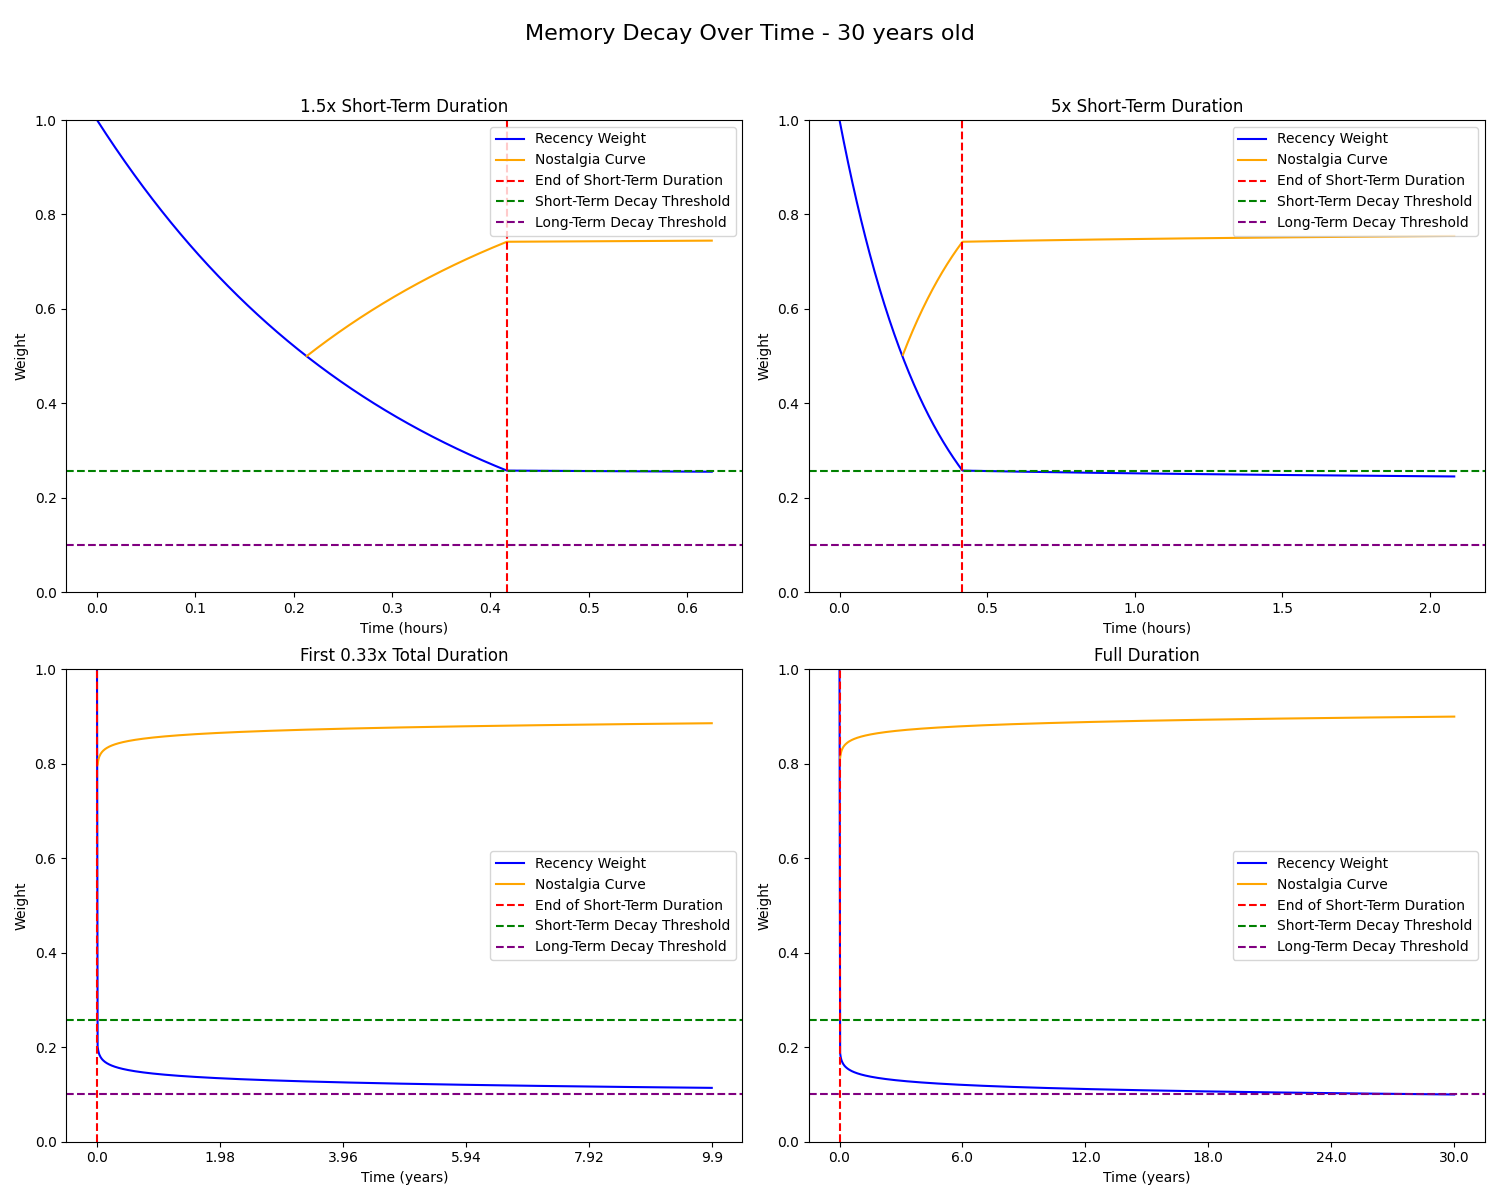 Memory Decay Over Time - 30 years old
1.5x Short-Term Duration
1.0
0.8
0.6
0.4
0.2
0.0
Weight
Recency Weight
Nostalgia Curve
End of Short-Term Duration
Short-Term Decay Threshold
Long-Term Decay Threshold
0.0 0.1 0.2 0.3 0.4 0.5 0.6
Time (hours)
5x Short-Term Duration
1.0
0.8
0.6
0.4
0.2
0.0
Weight
Recency Weight
Nostalgia Curve
End of Short-Term Duration
Short-Term Decay Threshold
Long-Term Decay Threshold
0.0 0.5 1.0 1.5 2.0
Time (hours)
First 0.33x Total Duration
1.0
0.8
0.6
0.4
0.2
0.0
Weight
Recency Weight
Nostalgia Curve
End of Short-Term Duration
Short-Term Decay Threshold
Long-Term Decay Threshold
0.0 1.98 3.96 5.94 7.92 9.9
Time (years)
Full Duration
1.0
0.8
0.6
0.4
0.2
0.0
Weight
Recency Weight
Nostalgia Curve
End of Short-Term Duration
Short-Term Decay Threshold
Long-Term Decay Threshold
0.0 6.0 12.0 18.0 24.0 30.0
Time (years)